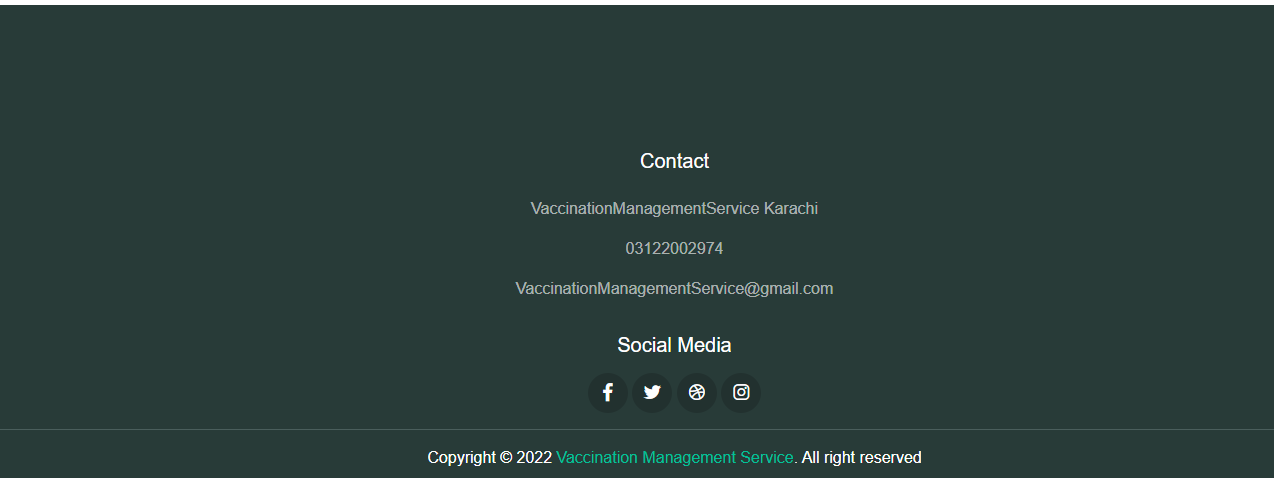 Contact
VaccinationManagementService Karachi
03122002974
VaccinationManagementService@gmail.com
Social Media
Copyright © 2022 Vaccination Management Service. All right reserved